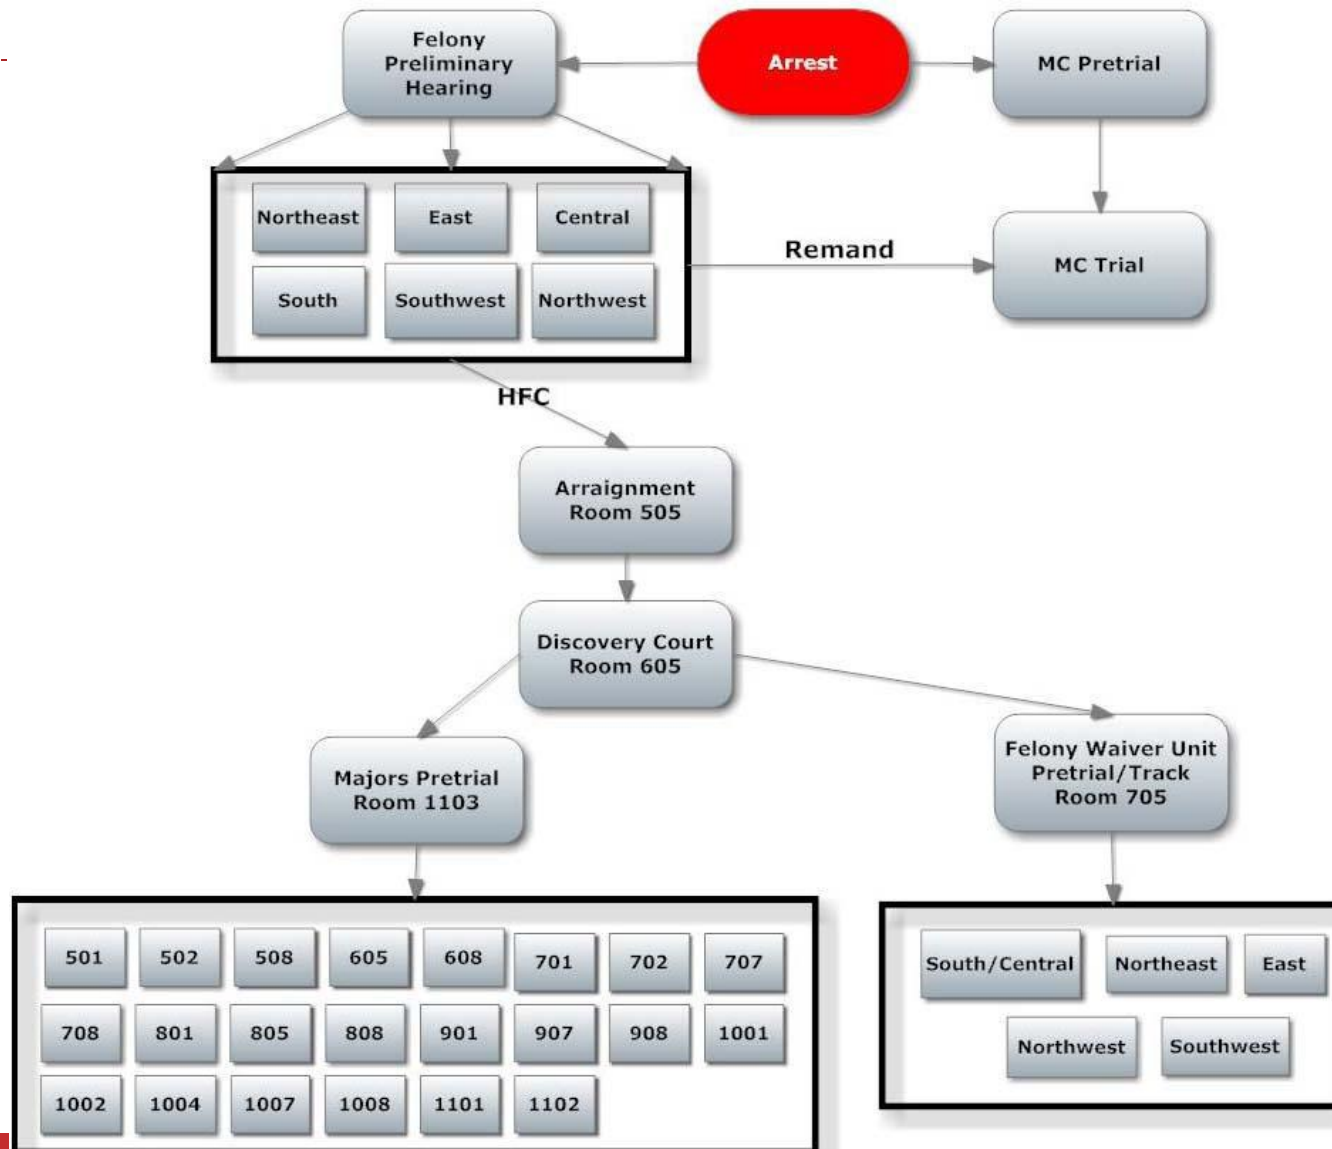 Felony
Preliminary
Hearing
Arrest
MC Pretrial
Northeast
East
Central
South
Southwest
Northwest
Remand
MC Trial
HFC
Arraignment
Room 505
Discovery Court
Room 605
Majors Pretrial
Room 1103
Felony Waiver Unit
Pretrial/Track
Room 705
501 502 508 605 608 701 702 707
708 801 805 808 901 907 908 1001
1002 1004 1007 1008 1101 1102
South/Central Northeast East
Northwest Southwest